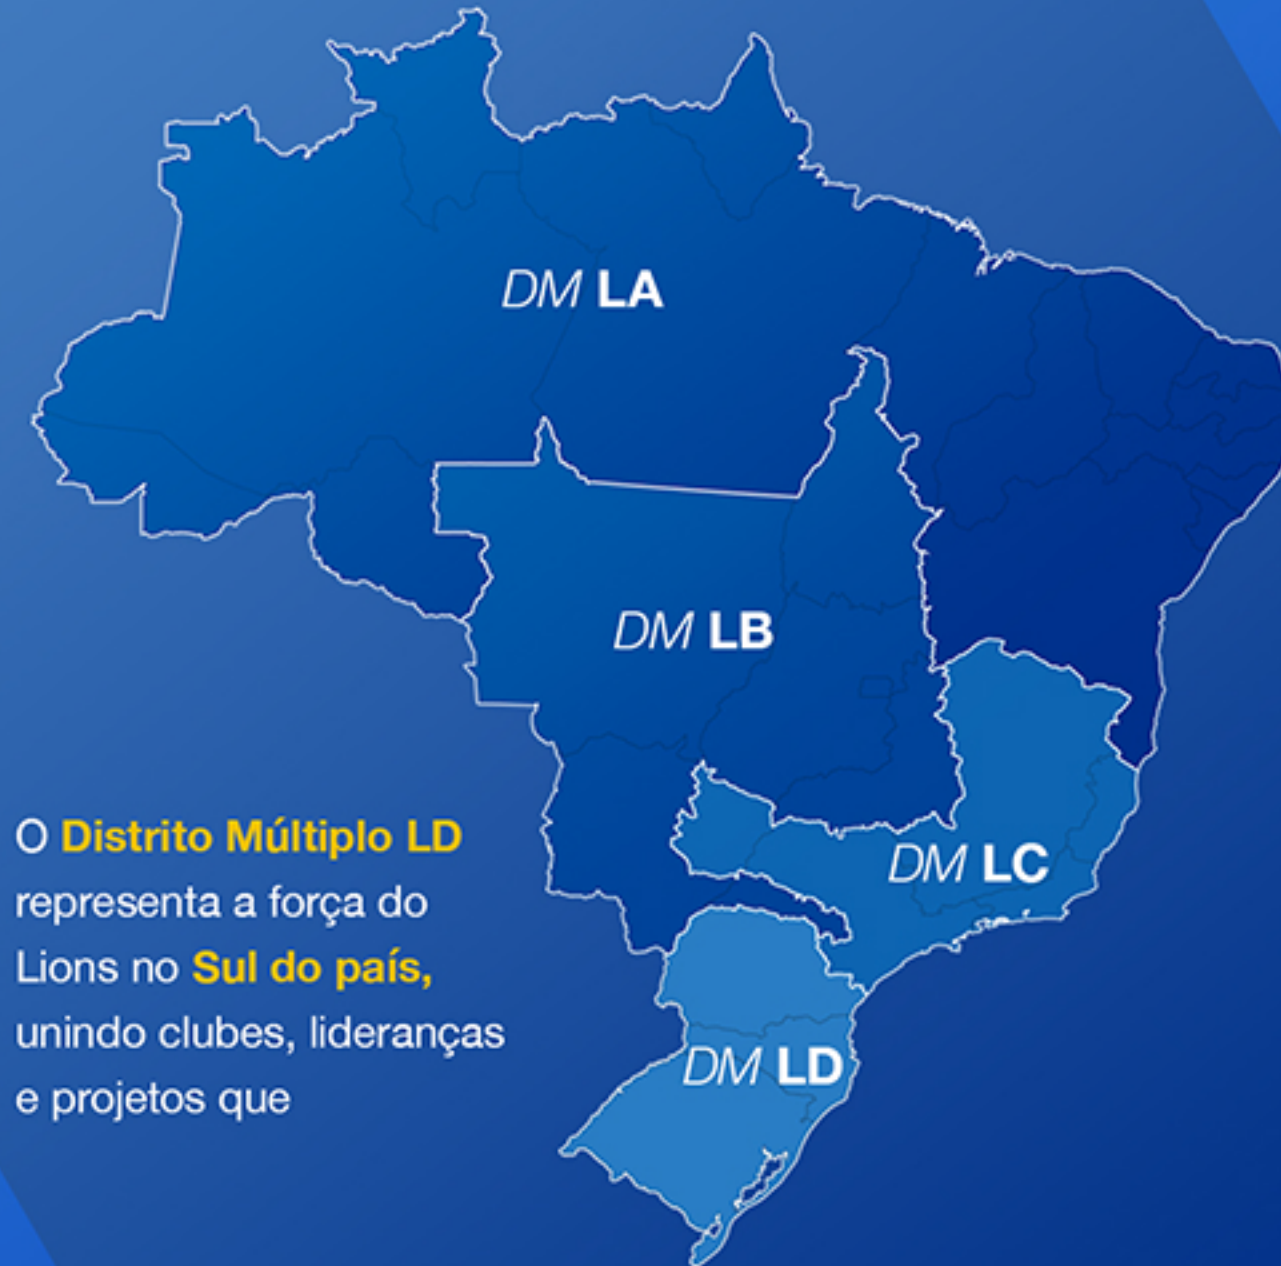 DM LA
DM LB
DM LC
DM LD
O Distrito Múltiplo LD
representa a força do
Lions no Sul do país,
unindo clubes, lideranças
e projetos que